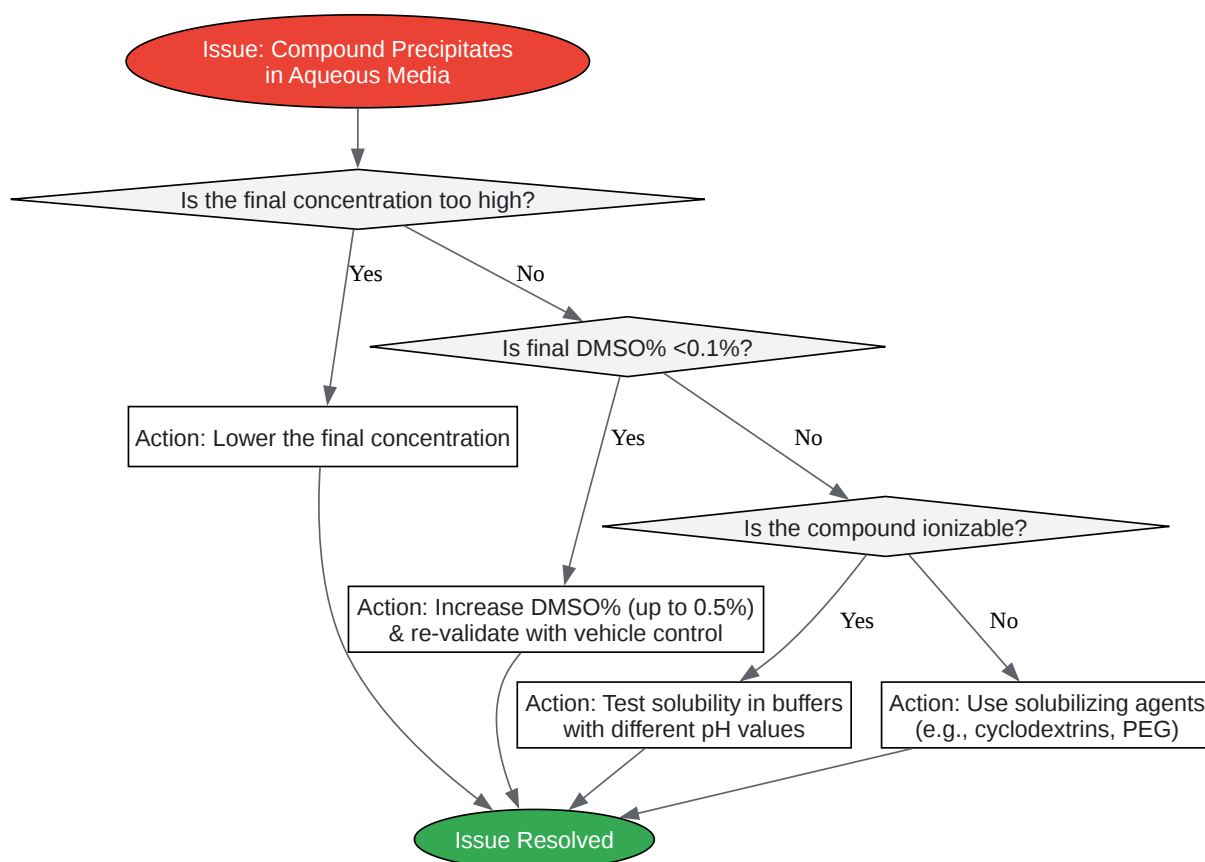 Issue: Compound Precipitates
in Aqueous Media
Is the final concentration too high?
Yes
No
Is final DMSO% <0.1%?
Action: Lower the final concentration
Yes
No
Is the compound ionizable?
Action: Increase DMSO% (up to 0.5%)
& re-validate with vehicle control
Yes
No
Action: Test solubility in buffers
with different pH values
Action: Use solubilizing agents
(e.g., cyclodextrins, PEG)
Issue Resolved